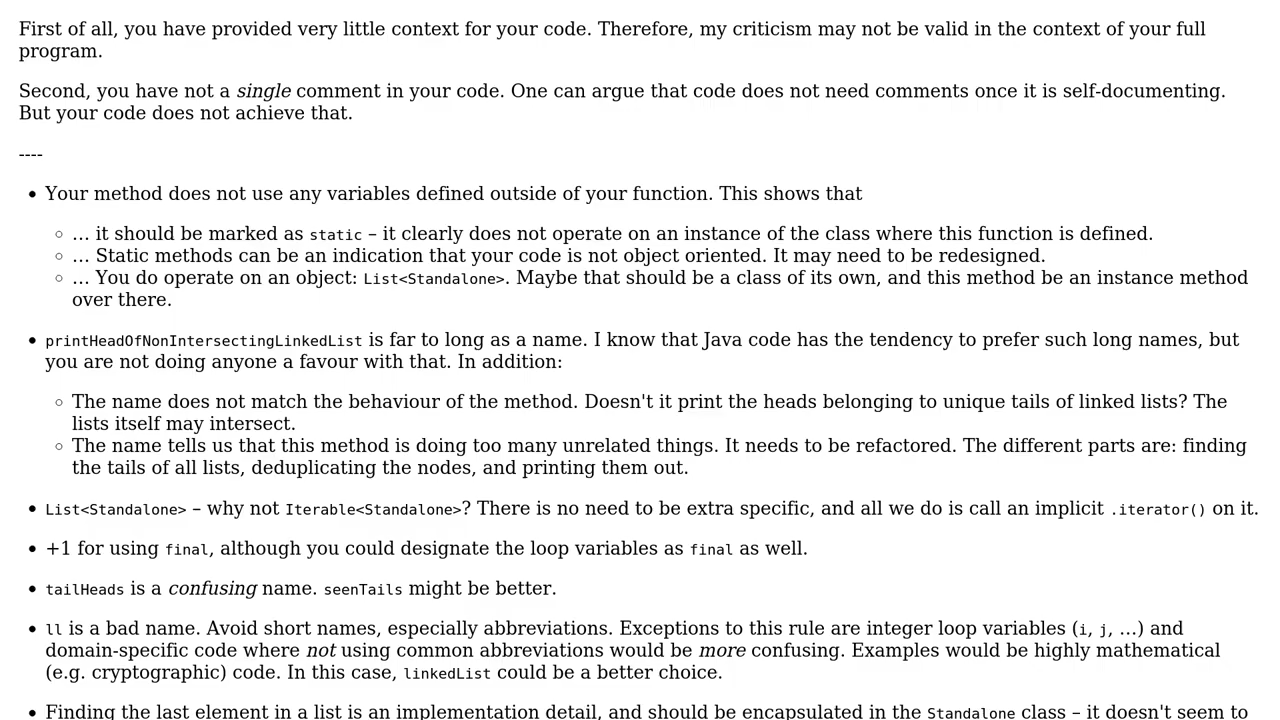 First of all, you have provided very little context for your code. Therefore, my criticism may not be valid in the context of your full
program.
Second, you have not a single comment in your code. One can argue that code does not need comments once it is self-documenting.
But your code does not achieve that.
----
• Your method does not use any variables defined outside of your function. This shows that
◦ … it should be marked as static – it clearly does not operate on an instance of the class where this function is defined.
◦ … Static methods can be an indication that your code is not object oriented. It may need to be redesigned.
◦ … You do operate on an object: List<Standalone>. Maybe that should be a class of its own, and this method be an instance method
over there.
• printHeadOfNonIntersectingLinkedList is far to long as a name. I know that Java code has the tendency to prefer such long names, but
you are not doing anyone a favour with that. In addition:
◦ The name does not match the behaviour of the method. Doesn't it print the heads belonging to unique tails of linked lists? The
lists itself may intersect.
◦ The name tells us that this method is doing too many unrelated things. It needs to be refactored. The different parts are: finding
the tails of all lists, deduplicating the nodes, and printing them out.
• List<Standalone> – why not Iterable<Standalone>? There is no need to be extra specific, and all we do is call an implicit .iterator() on it.
• +1 for using final, although you could designate the loop variables as final as well.
• tailHeads is a confusing name. seenTails might be better.
• ll is a bad name. Avoid short names, especially abbreviations. Exceptions to this rule are integer loop variables (i, j, …) and
domain-specific code where not using common abbreviations would be more confusing. Examples would be highly mathematical
(e.g. cryptographic) code. In this case, linkedList could be a better choice.
• Finding the last element in a list is an implementation detail, and should be encapsulated in the Standalone class – it doesn't seem to